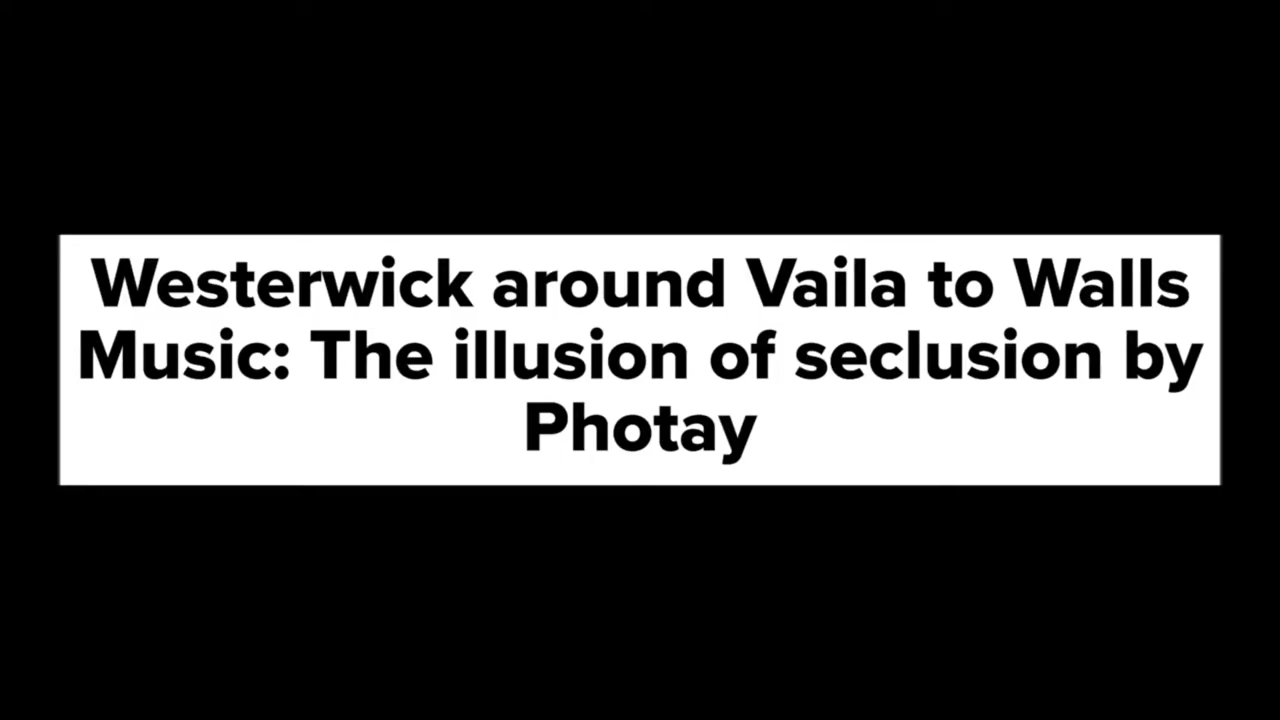 Westerwick around Vaila to Walls
Music: The illusion of seclusion by
Photay